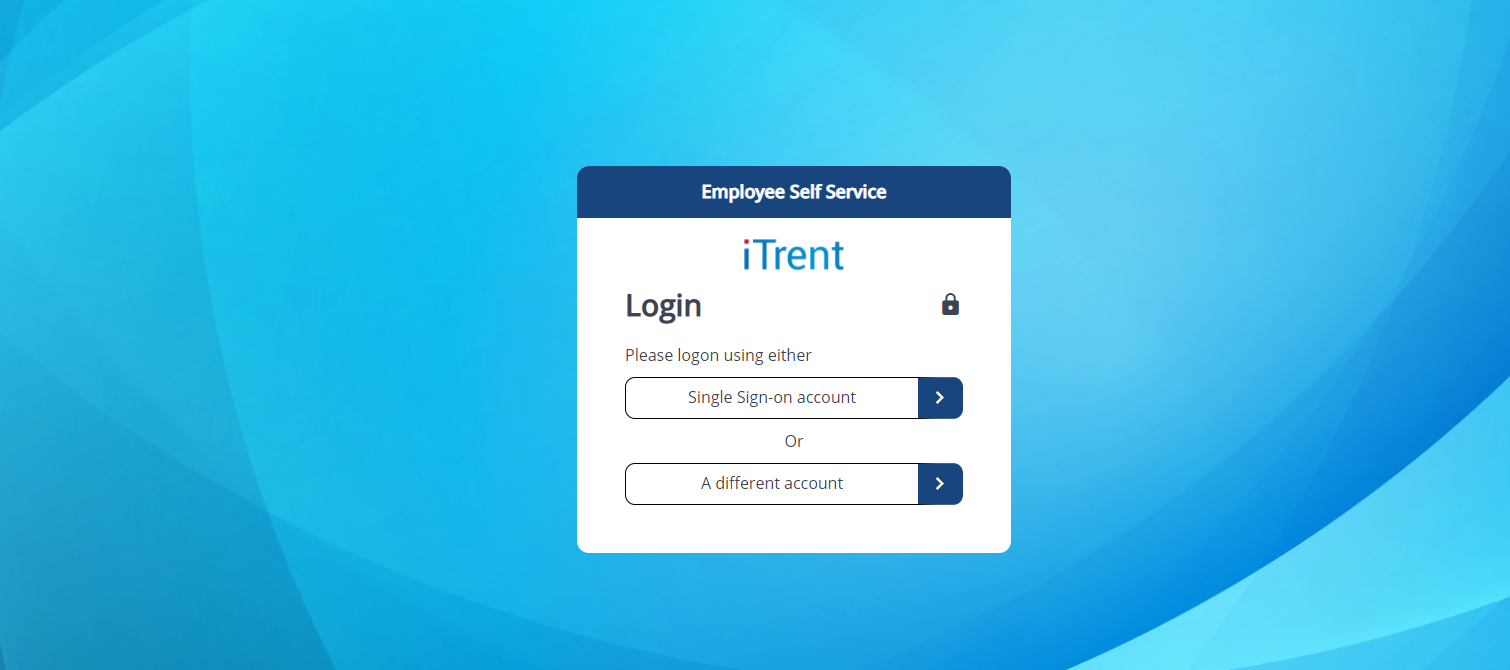 Employee Self Service
iTrent
Login
Please logon using either
Single Sign-on account
Or
A different account